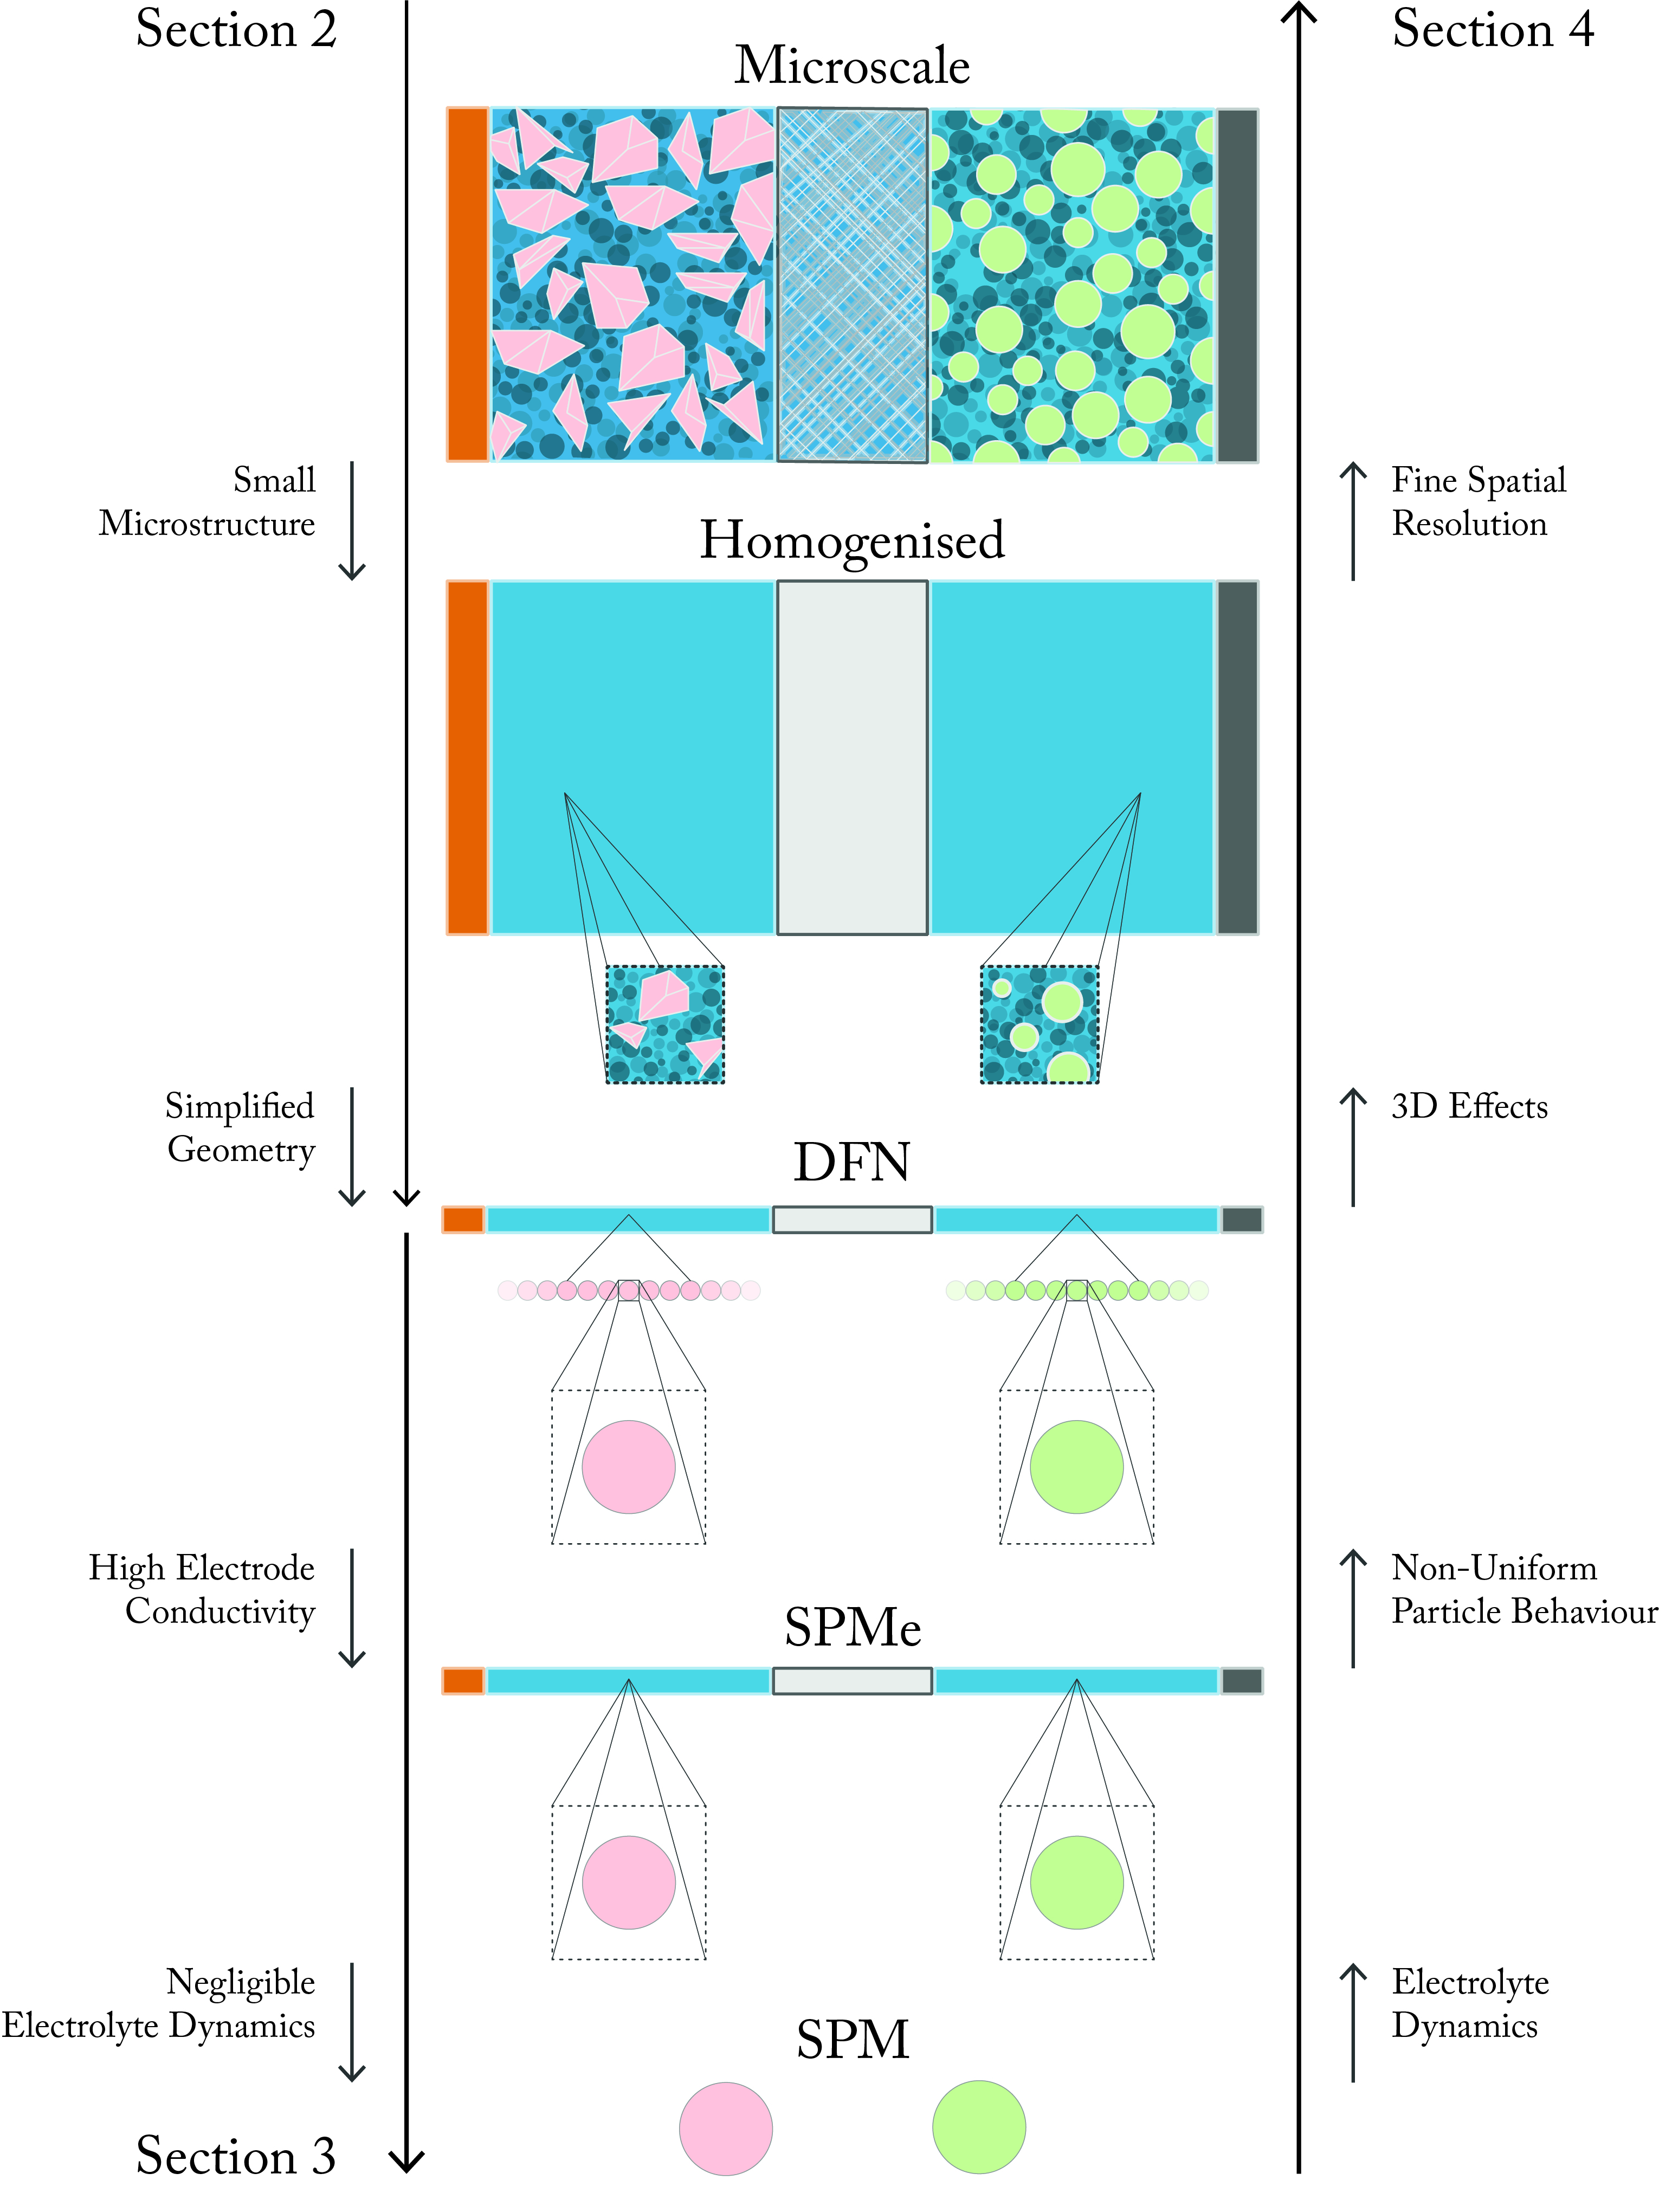 Section 2
Section 4
Microscale
Small
Microstructure
Fine Spatial
Resolution
Homogenised
Simplified
Geometry
3D Effects
DFN
High Electrode
Conductivity
Non-Uniform
Particle Behaviour
SPMe
Negligible
Electrolyte Dynamics
Electrolyte
Dynamics
SPM
Section 3